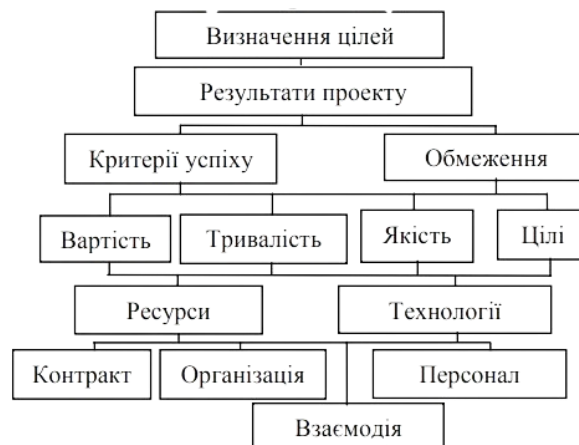 Визначення цілей
Результати проекту
Критерії успіху
Обмеження
Вартість
Тривалість
Якість
Цілі
Ресурси
Технології
Контракт
Організація
Персонал
Взаємодія